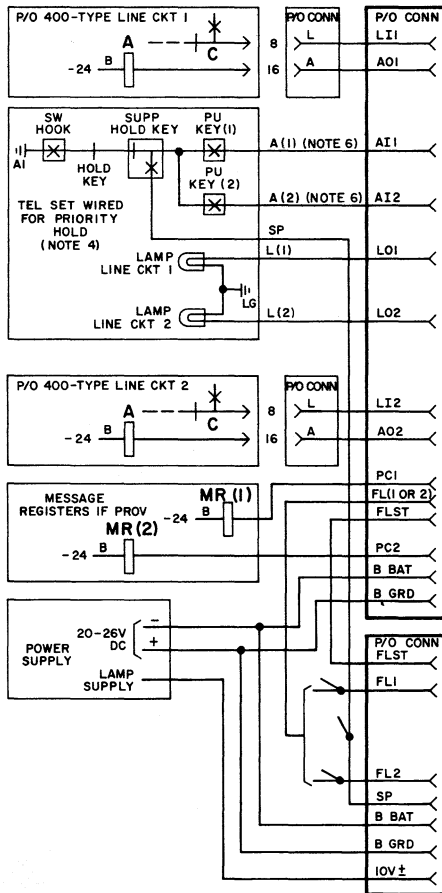 P/O 400-TYPE LINE CKT 1
A
C
-24 B
8
16
P/O CONN
L
A
P/O CONN
LI1
AO1
SW HOOK
SUPP HOLD KEY
PU KEY(1)
A1
HOLD KEY
PU KEY (2)
A(1) (NOTE 6)
AI1
A(2) (NOTE 6)
AI2
TEL SET WIRED
FOR PRIORITY
HOLD
(NOTE 4)
SP
LAMP
LINE CKT 1
L(1)
LO1
LG
LAMP
LINE CKT 2
L(2)
LO2
P/O 400-TYPE LINE CKT 2
A
C
-24 B
8
16
P/O CONN
L
A
LI2
AO2
MESSAGE
REGISTERS IF PROV
MR(1)
-24 B
MR(2)
-24 B
PC1
FL(1 OR 2)
FLST
PC2
B BAT
B GRD
POWER
SUPPLY
20-26V
DC
-
+
LAMP
SUPPLY
P/O CONN
FLST
FL1
FL2
SP
B BAT
B GRD
10V ±